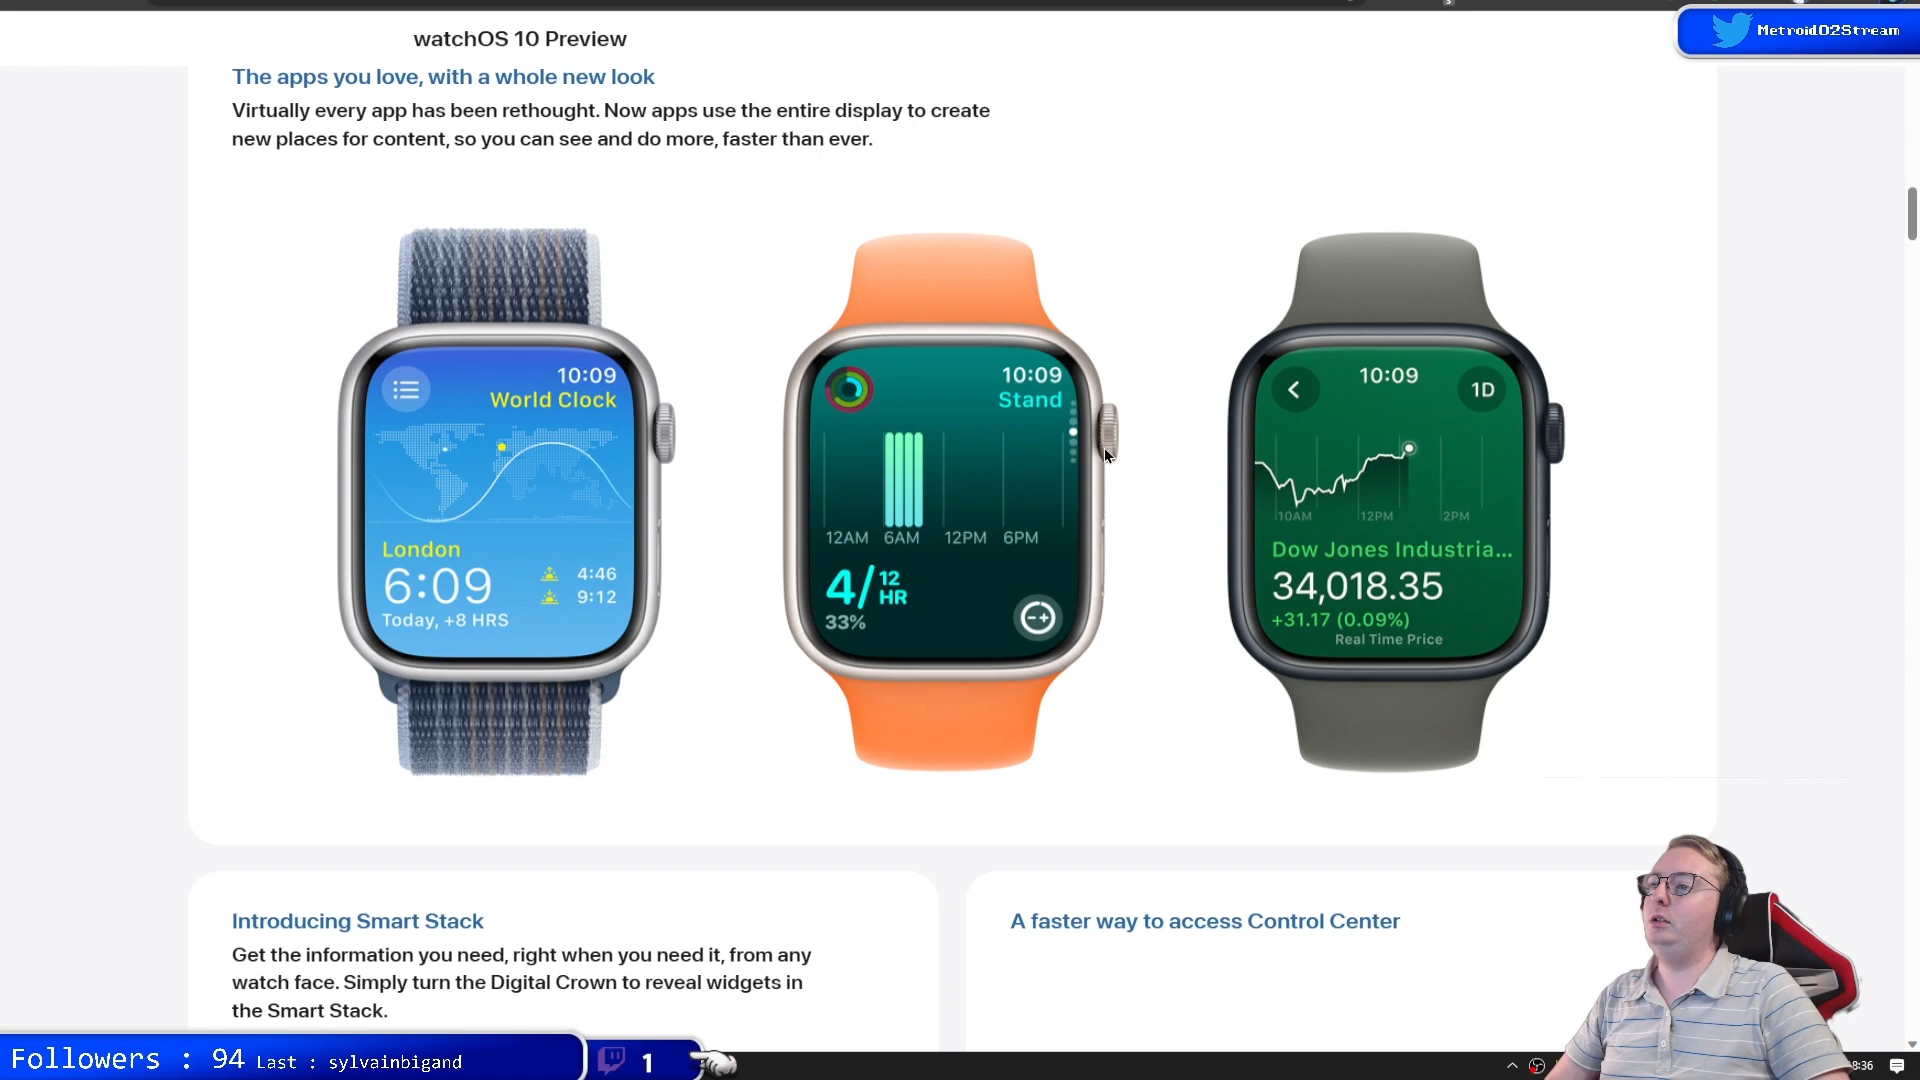 watchOS 10 Preview
MetroidD2Stream
The apps you love, with a whole new look
Virtually every app has been rethought. Now apps use the entire display to create
new places for content, so you can see and do more, faster than ever.
10:09
World Clock
London
6:09
4:46
9:12
Today, +8 HRS
10:09
Stand
12AM 6AM 12PM 6PM
4/12 HR
33%
10:09
1D
10AM 12PM 2PM
Dow Jones Industria...
34,018.35
+31.17 (0.09%)
Real Time Price
Introducing Smart Stack
Get the information you need, right when you need it, from any
watch face. Simply turn the Digital Crown to reveal widgets in
the Smart Stack.
A faster way to access Control Center
Followers : 94 Last : sylvainbigand
1
8:36